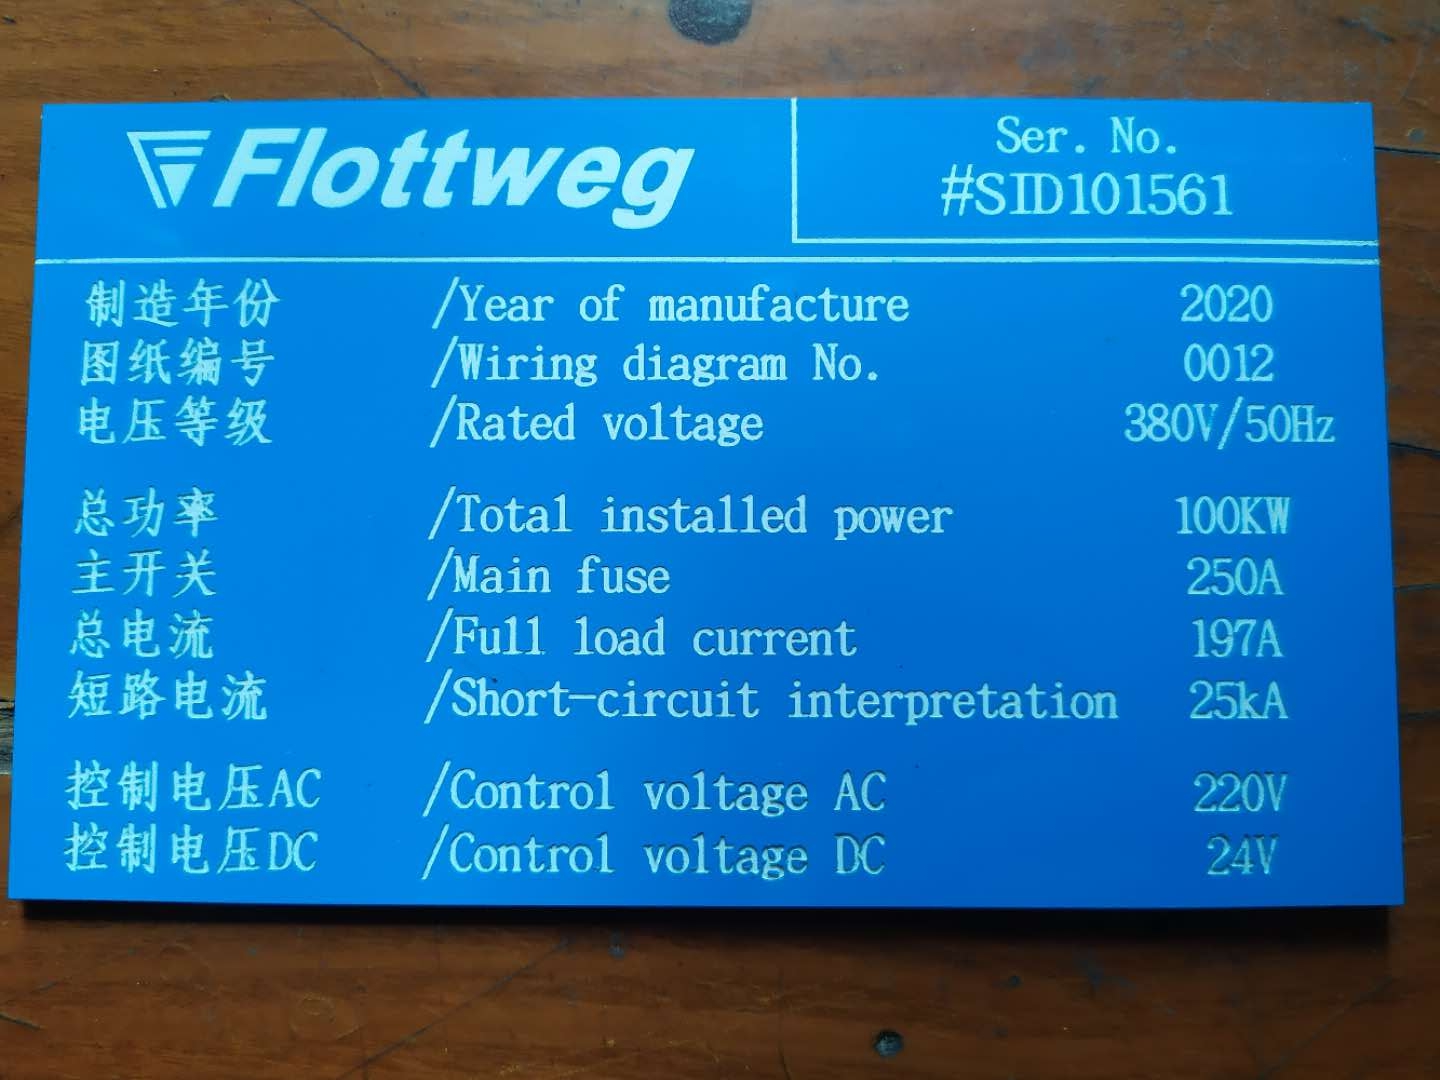 Flottweg
Ser. No.
#SID101561
制造年份 /Year of manufacture 2020
图纸编号 /Wiring diagram No. 0012
电压等级 /Rated voltage 380V/50Hz
总功率 /Total installed power 100KW
主开关 /Main fuse 250A
总电流 /Full load current 197A
短路电流 /Short-circuit interpretation 25kA
控制电压AC /Control voltage AC 220V
控制电压DC /Control voltage DC 24V